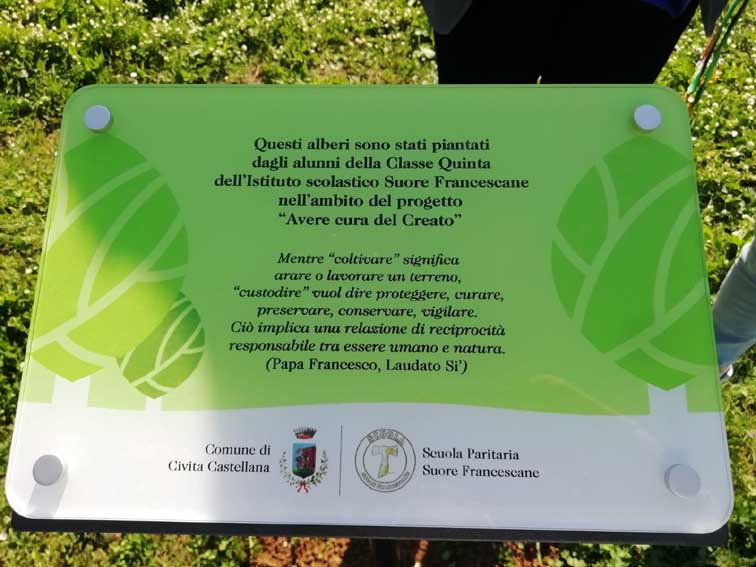 Questi alberi sono stati piantati
dagli alunni della Classe Quinta
dell'Istituto scolastico Suore Francescane
nell'ambito del progetto
"Avere cura del Creato"
Mentre "coltivare" significa
arare o lavorare un terreno,
"custodire" vuol dire proteggere, curare,
preservare, conservare, vigilare.
Ciò implica una relazione di reciprocità
responsabile tra essere umano e natura.
(Papa Francesco, Laudato Si')
Comune di
Civita Castellana
SCUOLA
Scuola Paritaria
Suore Francescane